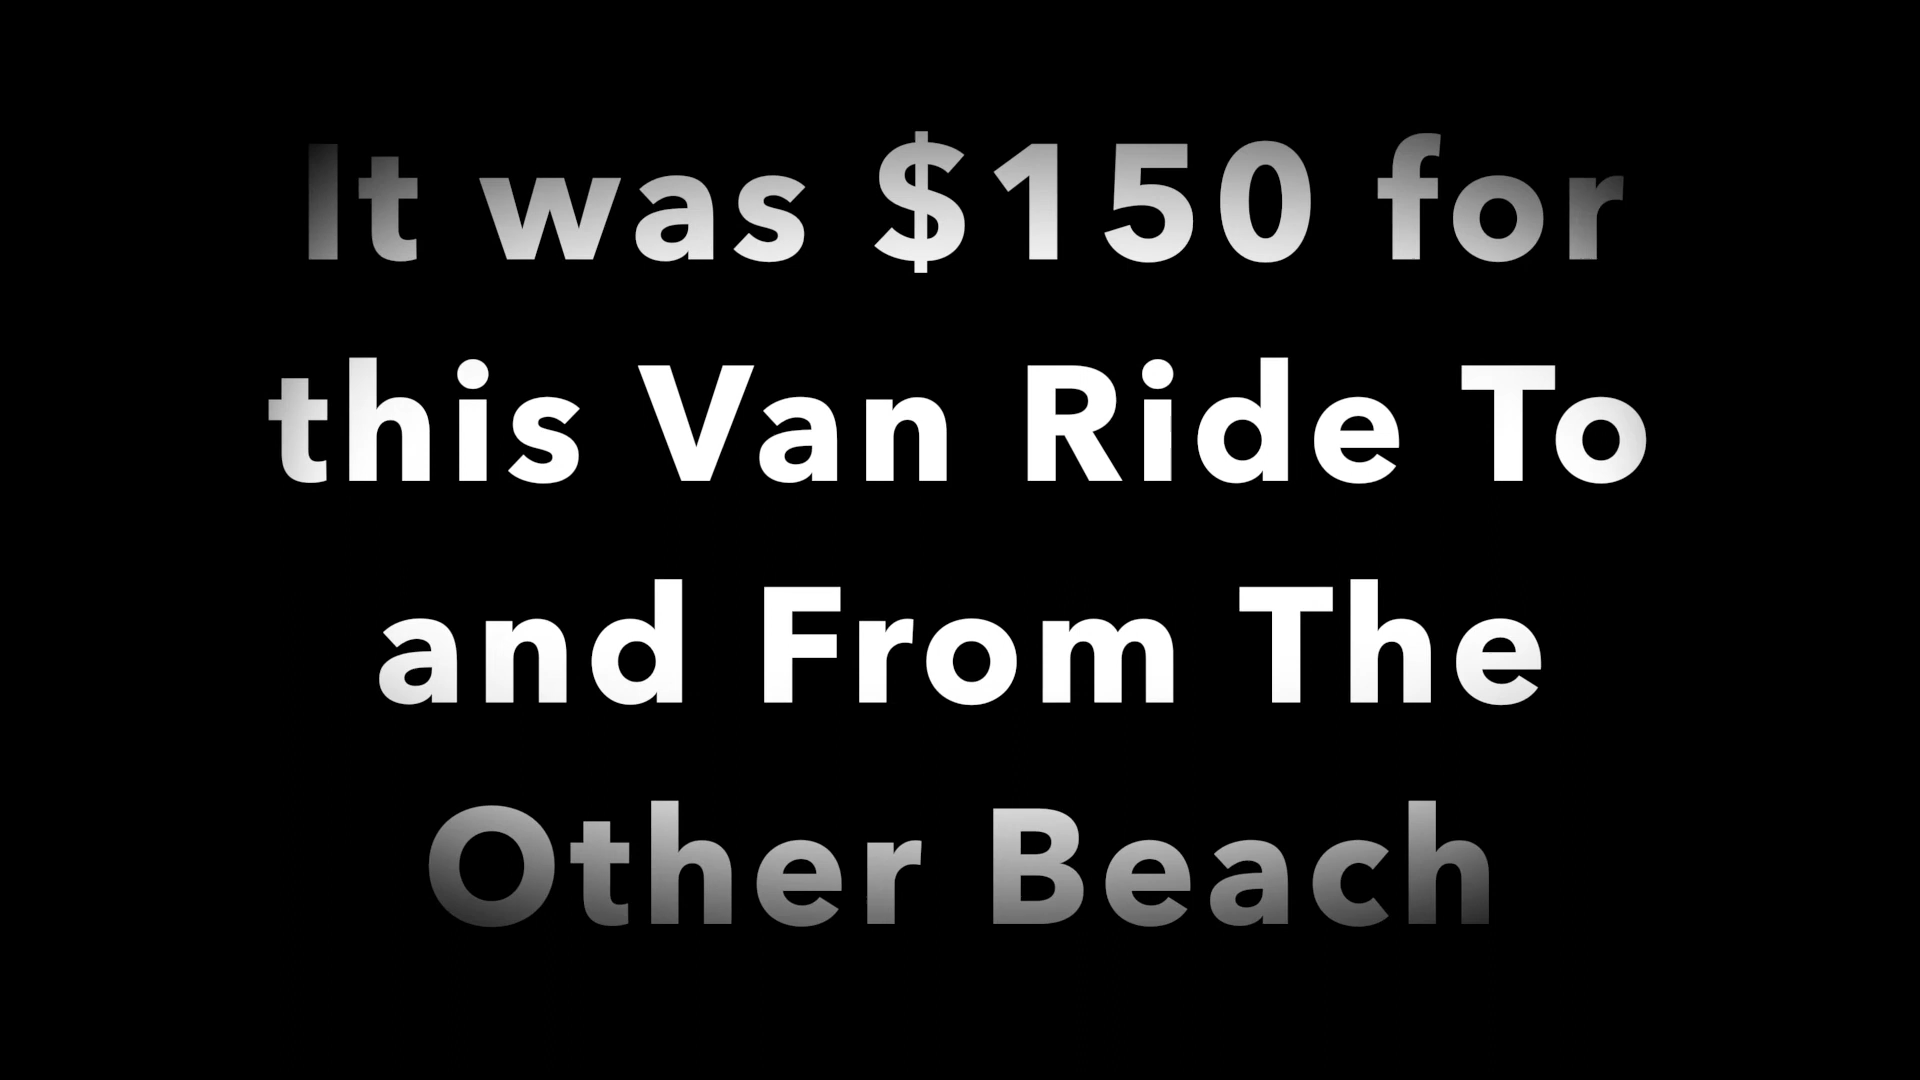 It was $150 for
this Van Ride To
and From The
Other Beach